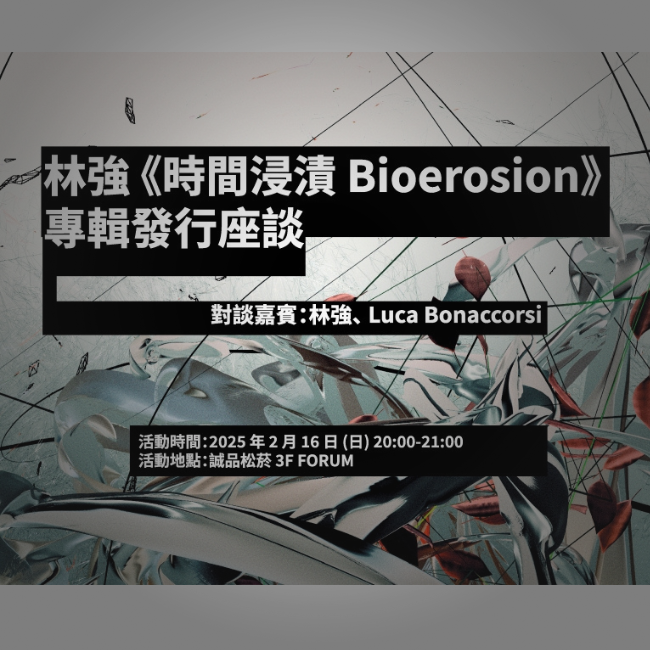 林強《時間浸漬 Bioerosion》
專輯發行座談
對談嘉賓：林強、Luca Bonaccorsi
活動時間：2025 年 2 月 16 日 (日) 20:00-21:00
活動地點：誠品松菸 3F FORUM